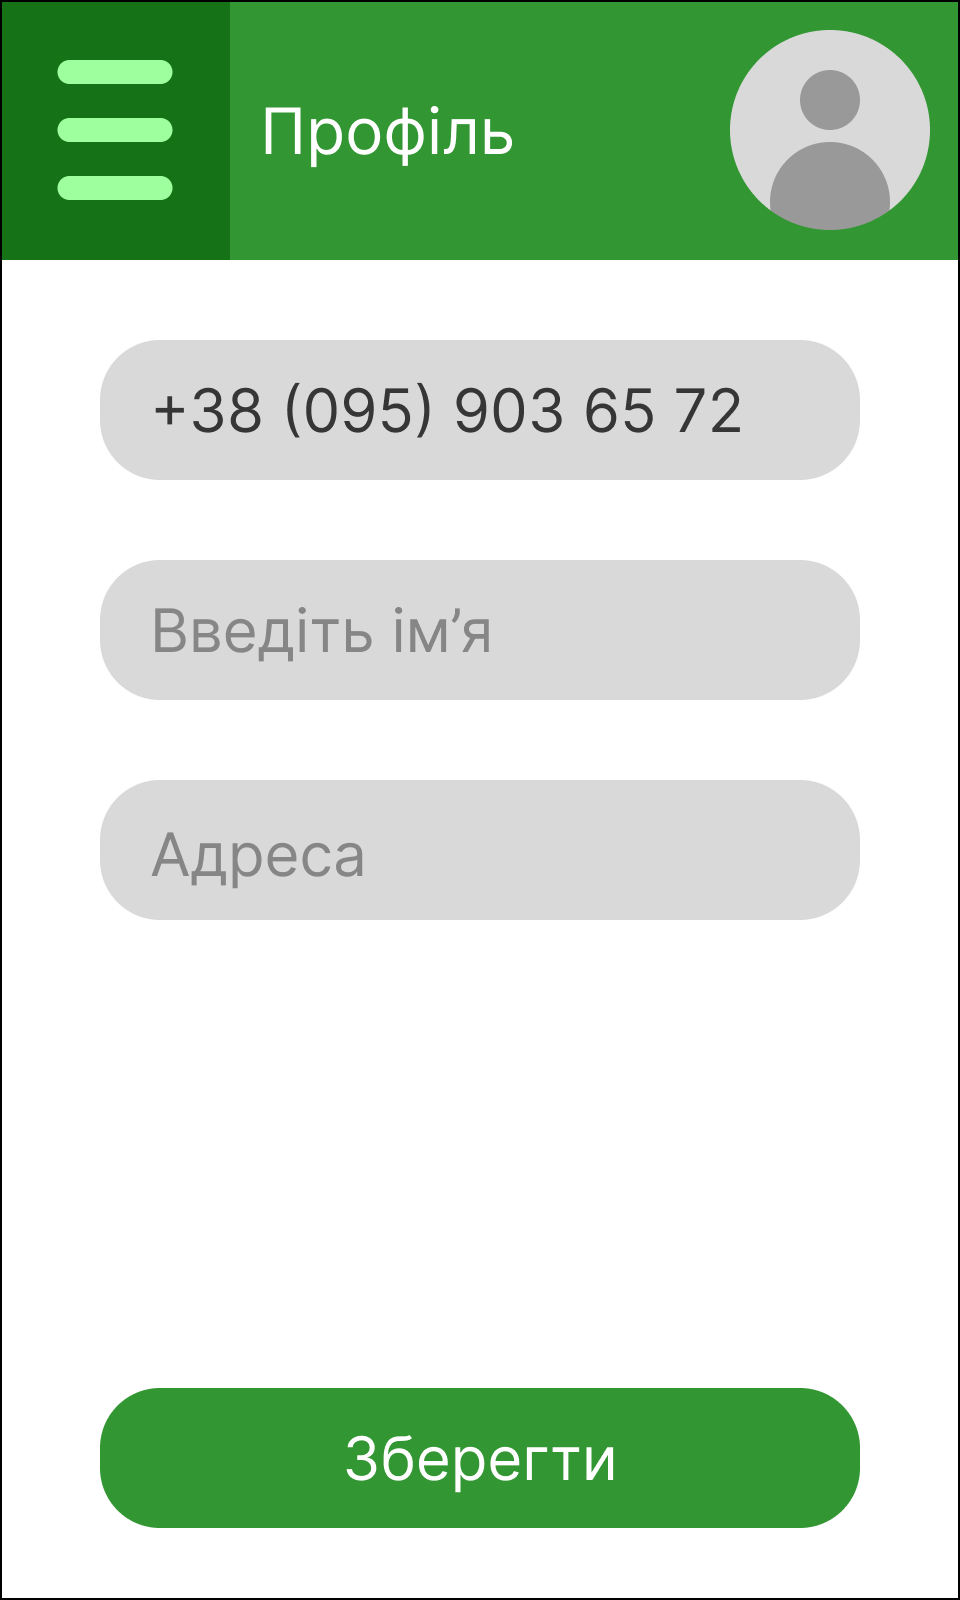 Профіль
+38 (095) 903 65 72
Введіть ім’я
Адреса
Зберегти